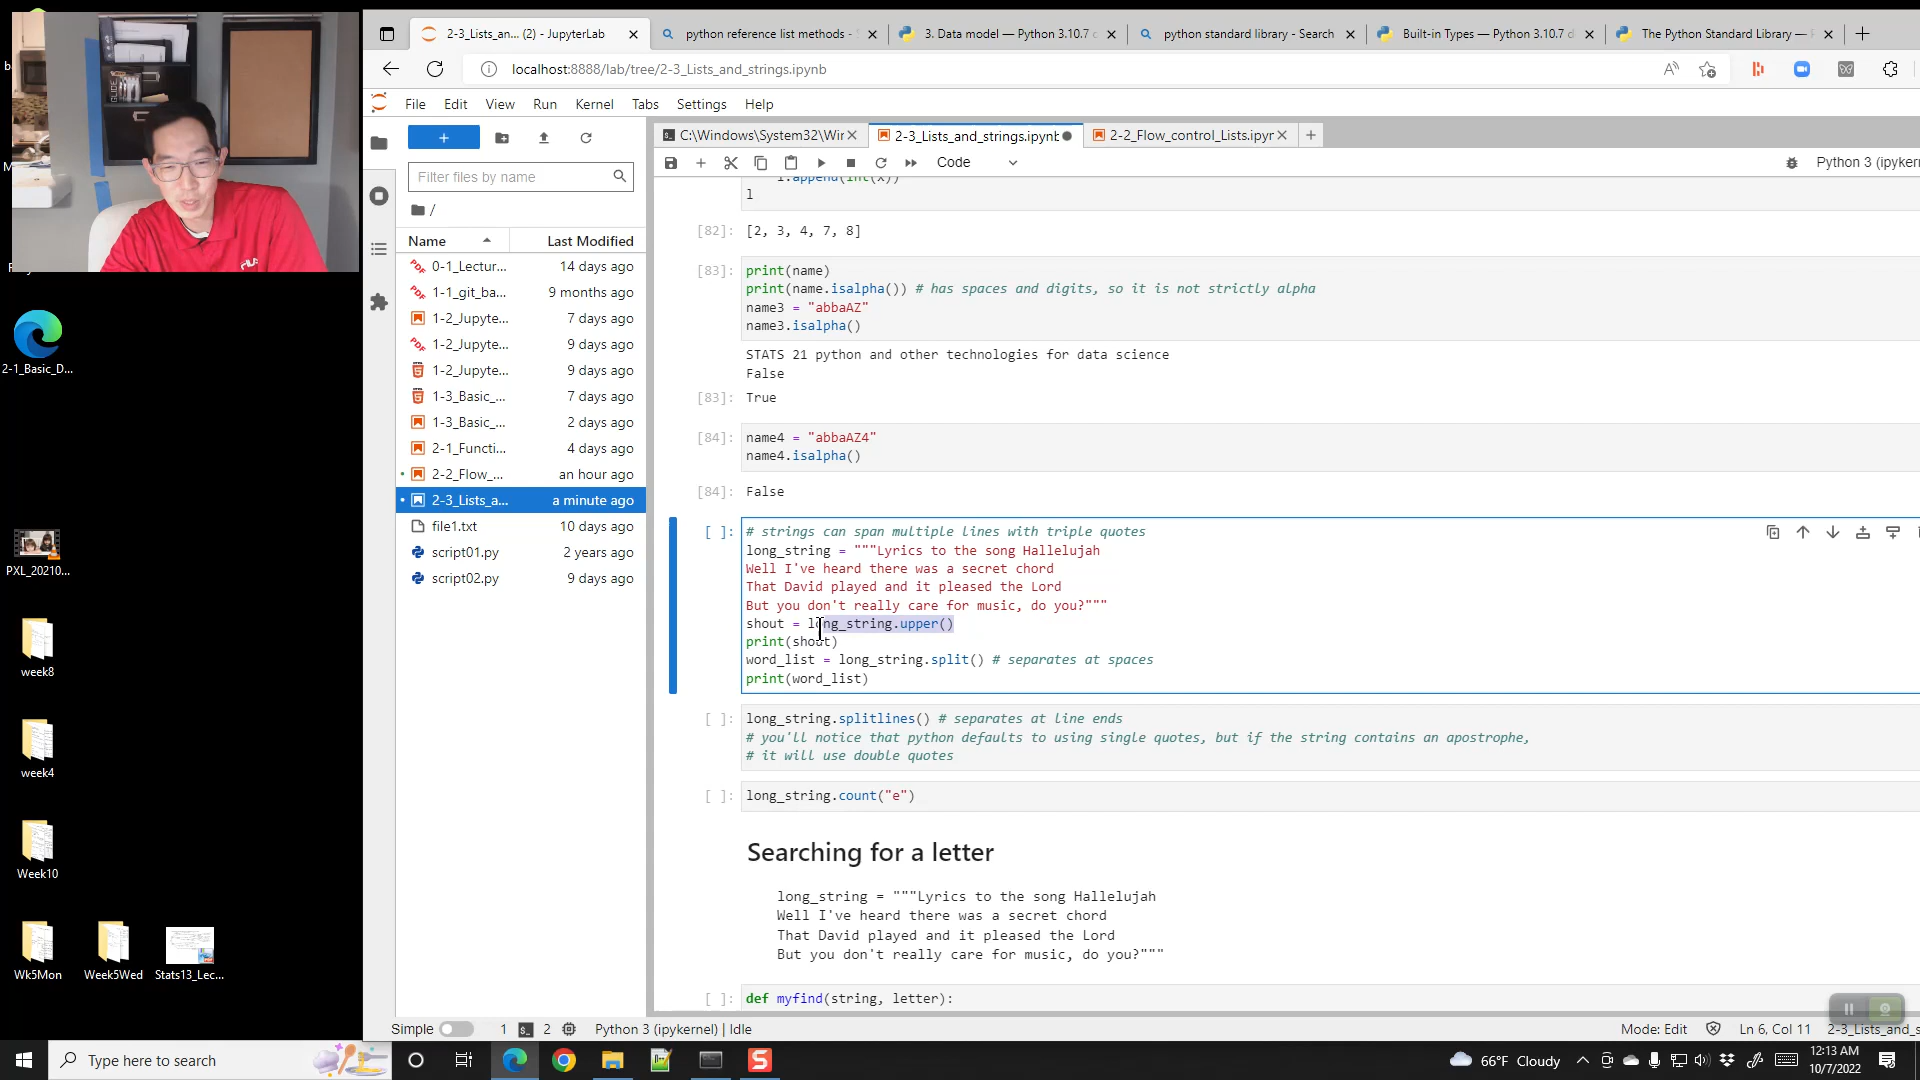 2-3_Lists_an... (2) - JupyterLab
python reference list methods -
3. Data model — Python 3.10.7 d
python standard library - Search
Built-in Types — Python 3.10.7 d
The Python Standard Library —
localhost:8888/lab/tree/2-3_Lists_and_strings.ipynb
File Edit View Run Kernel Tabs Settings Help
C:\Windows\System32\Wir
2-3_Lists_and_strings.ipynb
2-2_Flow_control_Lists.ipyr
Code
Python 3 (ipykern
Filter files by name
/
Name Last Modified
0-1_Lectur... 14 days ago
1-1_git_ba... 9 months ago
1-2_Jupyte... 7 days ago
1-2_Jupyte... 9 days ago
1-2_Jupyte... 9 days ago
1-3_Basic_... 7 days ago
1-3_Basic_... 2 days ago
2-1_Functi... 4 days ago
2-2_Flow_... an hour ago
2-3_Lists_a... a minute ago
file1.txt 10 days ago
script01.py 2 years ago
script02.py 9 days ago
l.append(int(x))
l
[82]: [2, 3, 4, 7, 8]
[83]: print(name)
print(name.isalpha()) # has spaces and digits, so it is not strictly alpha
name3 = "abbaAZ"
name3.isalpha()
STATS 21 python and other technologies for data science
False
[83]: True
[84]: name4 = "abbaAZ4"
name4.isalpha()
[84]: False
[ ]: # strings can span multiple lines with triple quotes
long_string = """Lyrics to the song Hallelujah
Well I've heard there was a secret chord
That David played and it pleased the Lord
But you don't really care for music, do you?"""
shout = long_string.upper()
print(shout)
word_list = long_string.split() # separates at spaces
print(word_list)
[ ]: long_string.splitlines() # separates at line ends
# you'll notice that python defaults to using single quotes, but if the string contains an apostrophe,
# it will use double quotes
[ ]: long_string.count("e")
Searching for a letter
long_string = """Lyrics to the song Hallelujah
Well I've heard there was a secret chord
That David played and it pleased the Lord
But you don't really care for music, do you?"""
[ ]: def myfind(string, letter):
Simple 1 2 Python 3 (ipykernel) | Idle
Mode: Edit Ln 6, Col 11 2-3_Lists_and_s
2-1_Basic_D...
PXL_20210...
week8
week4
Week10
Wk5Mon
Week5Wed
Stats13_Lec...
Type here to search
66°F Cloudy
12:13 AM
10/7/2022